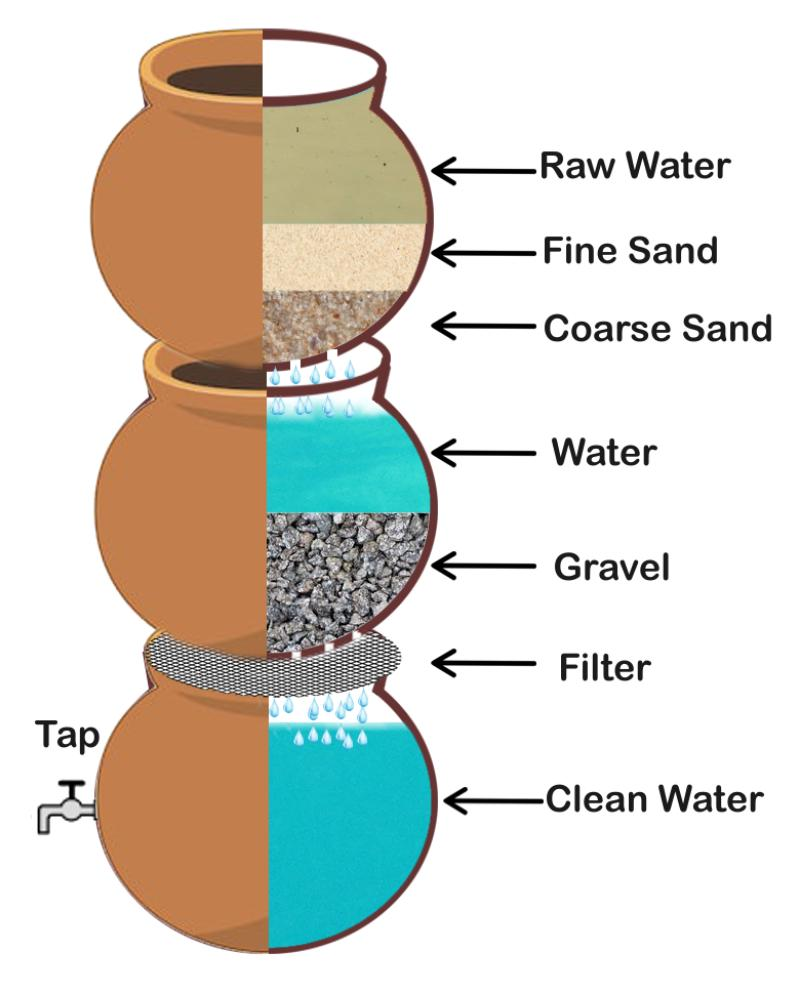 Raw Water
Fine Sand
Coarse Sand
Water
Gravel
Filter
Tap
Clean Water